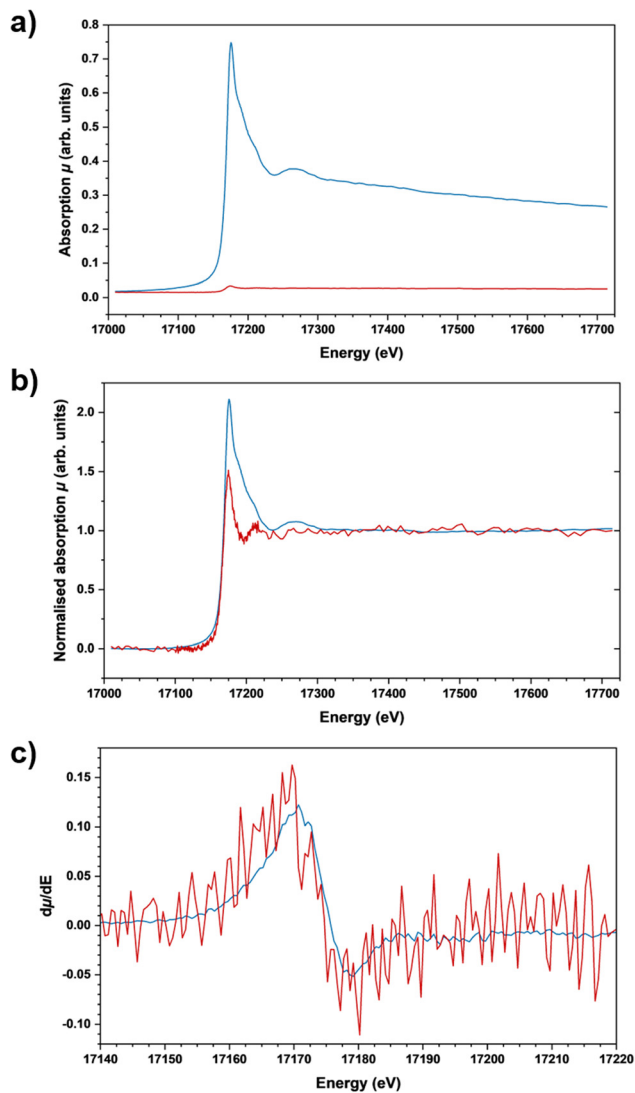 a)
Absorption μ (arb. units)
0.8
0.7
0.6
0.5
0.4
0.3
0.2
0.1
0.0
17000 17100 17200 17300 17400 17500 17600 17700
Energy (eV)
b)
Normalised absorption μ (arb. units)
2.0
1.5
1.0
0.5
0.0
17000 17100 17200 17300 17400 17500 17600 17700
Energy (eV)
c)
dμ/dE
0.15
0.10
0.05
0.00
-0.05
-0.10
17140 17150 17160 17170 17180 17190 17200 17210 17220
Energy (eV)